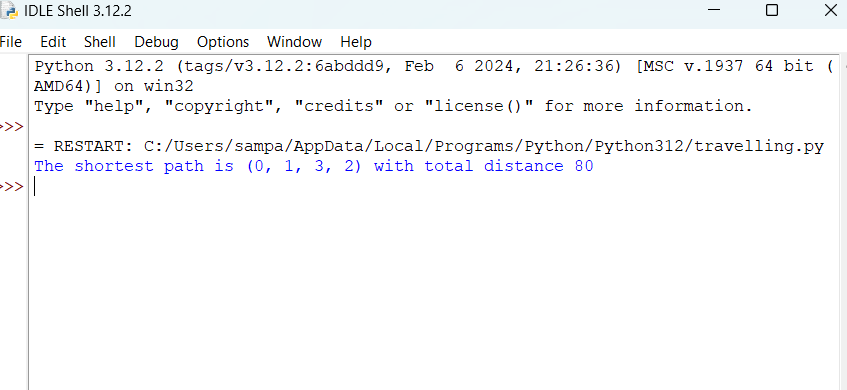 IDLE Shell 3.12.2
File Edit Shell Debug Options Window Help
Python 3.12.2 (tags/v3.12.2:6abddd9, Feb  6 2024, 21:26:36) [MSC v.1937 64 bit (
AMD64)] on win32
Type "help", "copyright", "credits" or "license()" for more information.
>>>
= RESTART: C:/Users/sampa/AppData/Local/Programs/Python/Python312/travelling.py
The shortest path is (0, 1, 3, 2) with total distance 80
>>>